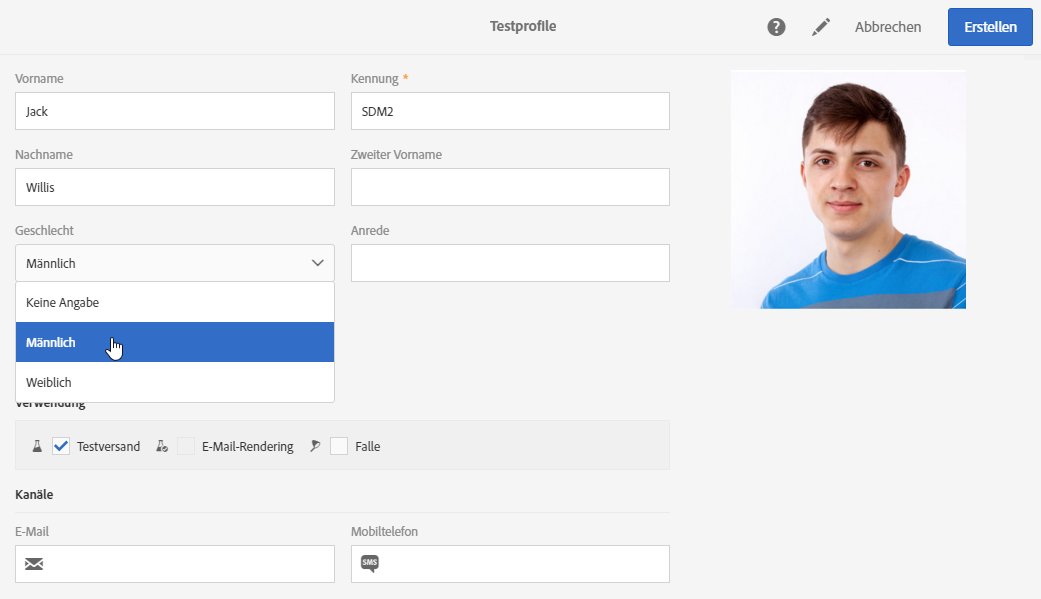 Testprofile
?
Abbrechen
Erstellen
Vorname
Kennung *
Jack
SDM2
Nachname
Zweiter Vorname
Willis
Geschlecht
Anrede
Männlich
Keine Angabe
Männlich
Weiblich
Verwendung
Testversand
E-Mail-Rendering
Falle
Kanäle
E-Mail
Mobiltelefon
SMS